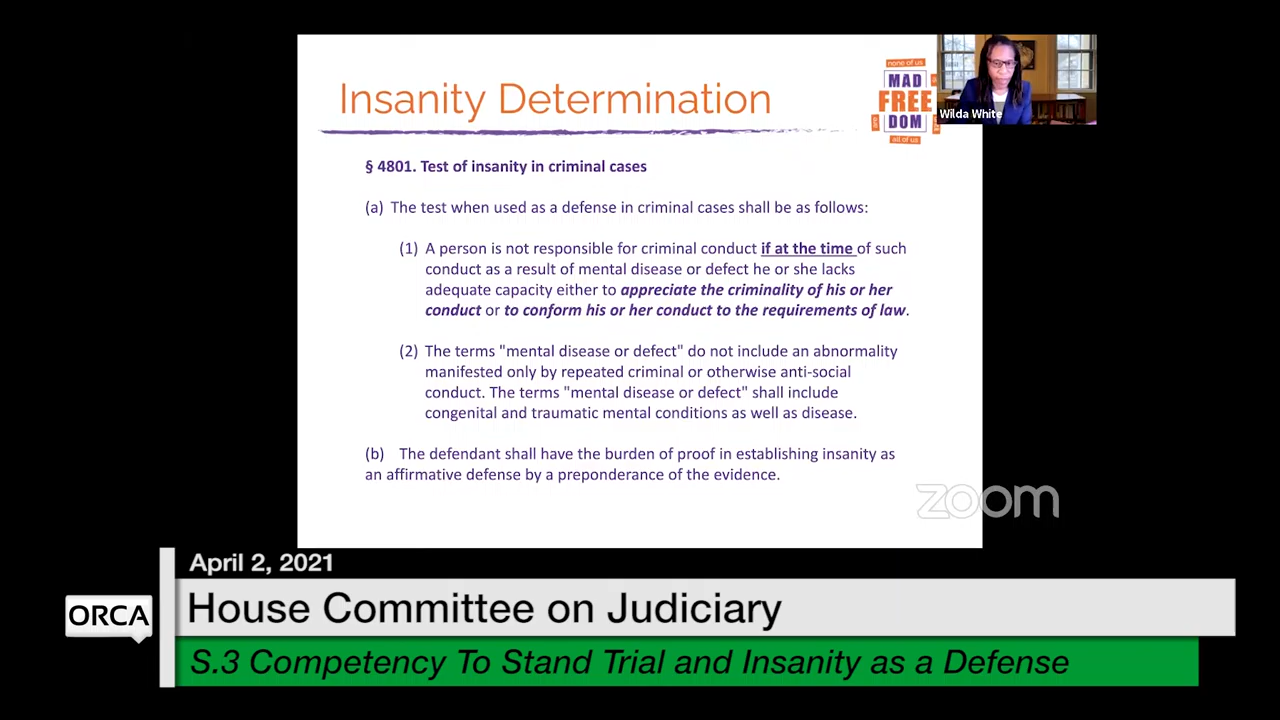 Insanity Determination
none of us
MAD
FREE
DOM
all of us
Wilda White
§ 4801. Test of insanity in criminal cases
(a) The test when used as a defense in criminal cases shall be as follows:
(1) A person is not responsible for criminal conduct if at the time of such
conduct as a result of mental disease or defect he or she lacks
adequate capacity either to appreciate the criminality of his or her
conduct or to conform his or her conduct to the requirements of law.
(2) The terms "mental disease or defect" do not include an abnormality
manifested only by repeated criminal or otherwise anti-social
conduct. The terms "mental disease or defect" shall include
congenital and traumatic mental conditions as well as disease.
(b) The defendant shall have the burden of proof in establishing insanity as
an affirmative defense by a preponderance of the evidence.
zoom
April 2, 2021
ORCA
House Committee on Judiciary
S.3 Competency To Stand Trial and Insanity as a Defense